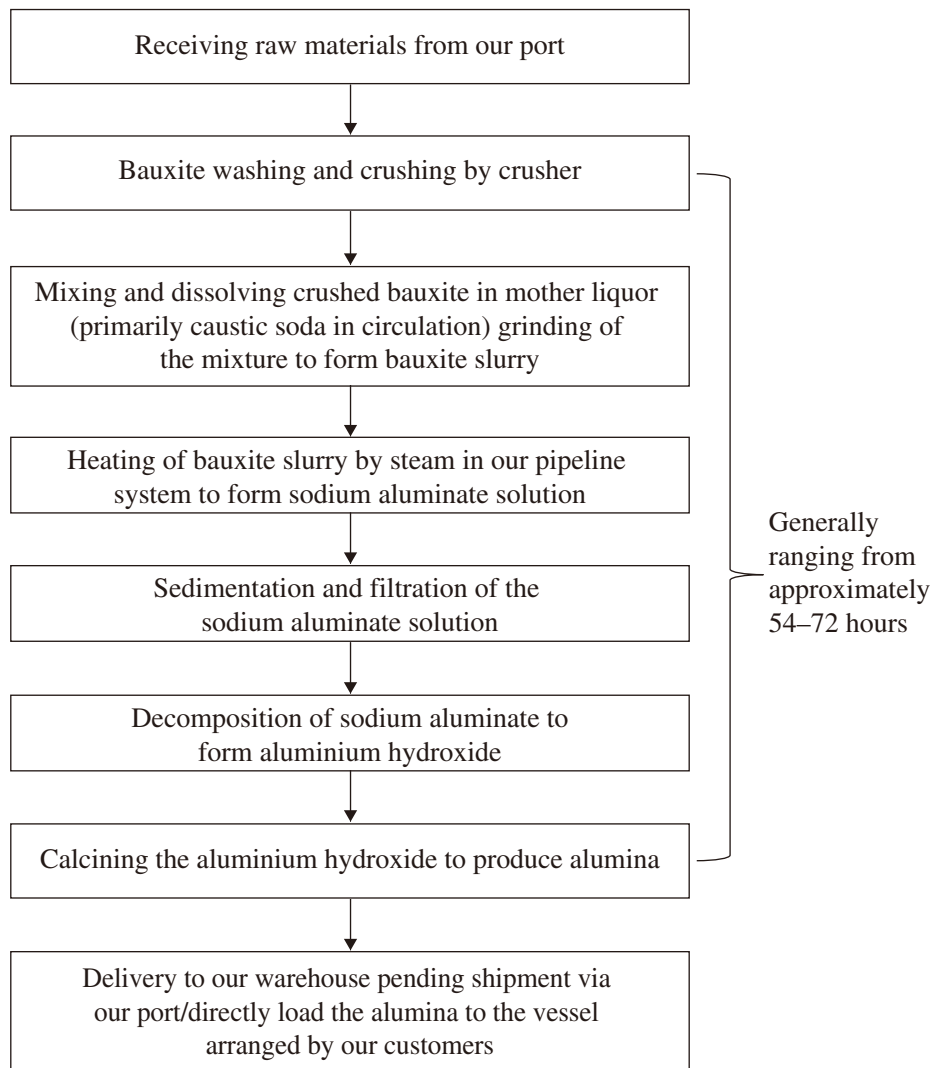 Receiving raw materials from our port
Bauxite washing and crushing by crusher
Mixing and dissolving crushed bauxite in mother liquor
(primarily caustic soda in circulation) grinding of
the mixture to form bauxite slurry
Heating of bauxite slurry by steam in our pipeline
system to form sodium aluminate solution
Sedimentation and filtration of the
sodium aluminate solution
Decomposition of sodium aluminate to
form aluminium hydroxide
Calcining the aluminium hydroxide to produce alumina
Delivery to our warehouse pending shipment via
our port/directly load the alumina to the vessel
arranged by our customers
Generally
ranging from
approximately
54–72 hours